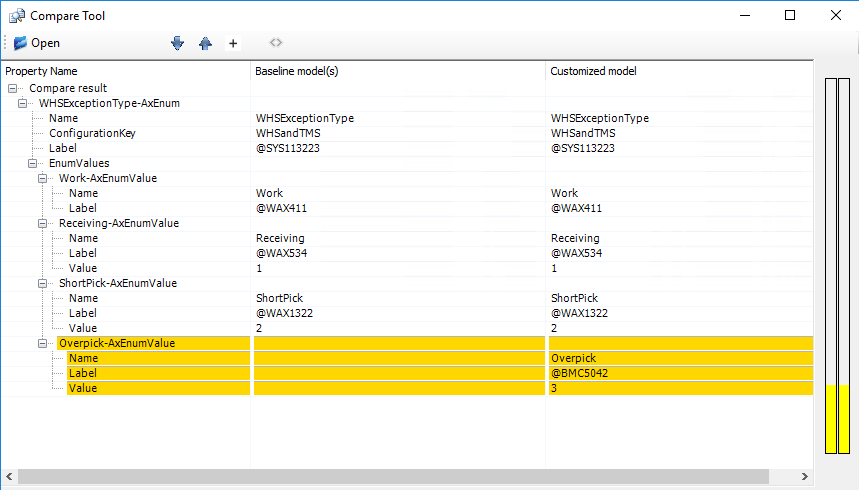 Compare Tool
Open
Property Name Baseline model(s) Customized model
Compare result
WHSExceptionType-AxEnum
Name WHSExceptionType WHSExceptionType
ConfigurationKey WHSandTMS WHSandTMS
Label @SYS113223 @SYS113223
EnumValues
Work-AxEnumValue
Name Work Work
Label @WAX411 @WAX411
Receiving-AxEnumValue
Name Receiving Receiving
Label @WAX534 @WAX534
Value 1 1
ShortPick-AxEnumValue
Name ShortPick ShortPick
Label @WAX1322 @WAX1322
Value 2 2
Overpick-AxEnumValue
Name Overpick
Label @BMC5042
Value 3